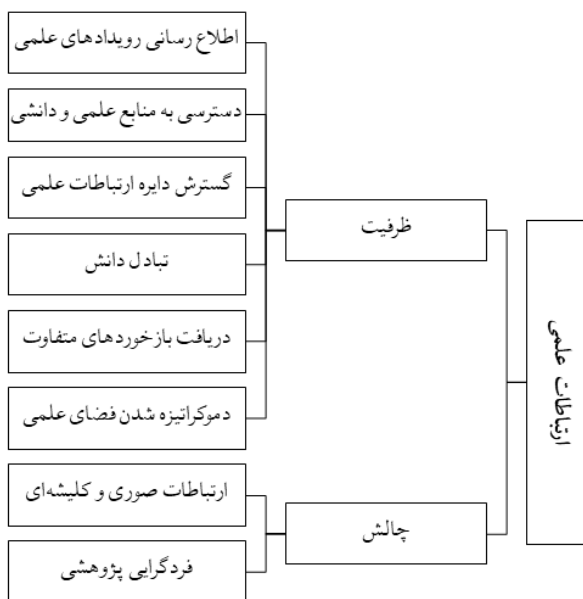 ارتباطات علمی
ظرفیت
اطلاع رسانی رویدادهای علمی
دسترسی به منابع علمی و دانشی
گسترش دایره ارتباطات علمی
تبادل دانش
دریافت بازخوردهای متفاوت
دموکراتیزه شدن فضای علمی
چالش
ارتباطات صوری و کلیشه‌ای
فردگرایی پژوهشی